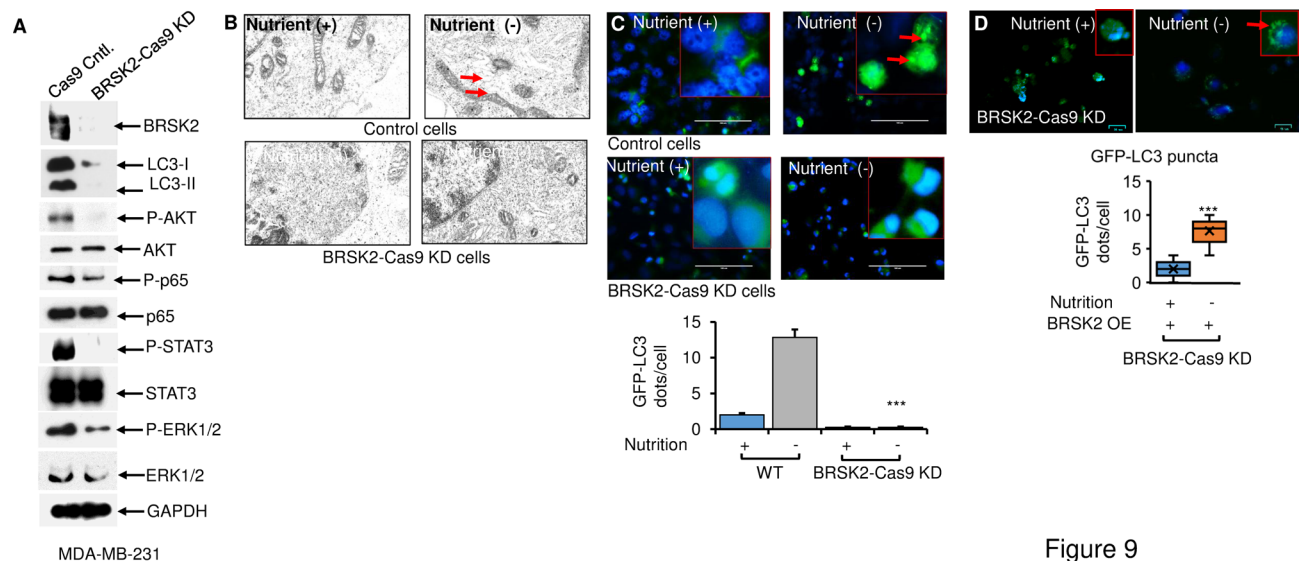 A
Cas9 Cntl.
BRSK2-Cas9 KD
BRSK2
LC3-I
LC3-II
P-AKT
AKT
P-p65
p65
P-STAT3
STAT3
P-ERK1/2
ERK1/2
GAPDH
MDA-MB-231
B
Nutrient (+)
Nutrient (-)
Control cells
Nutrient (+)
Nutrient (-)
BRSK2-Cas9 KD cells
C
Nutrient (+)
Nutrient (-)
Control cells
Nutrient (+)
Nutrient (-)
BRSK2-Cas9 KD cells
GFP-LC3
dots/cell
15
10
5
0
***
Nutrition + - + -
WT BRSK2-Cas9 KD
D
Nutrient (+)
Nutrient (-)
BRSK2-Cas9 KD
GFP-LC3 puncta
GFP-LC3
dots/cell
15
10
5
0
***
Nutrition + -
BRSK2 OE + +
BRSK2-Cas9 KD
Figure 9